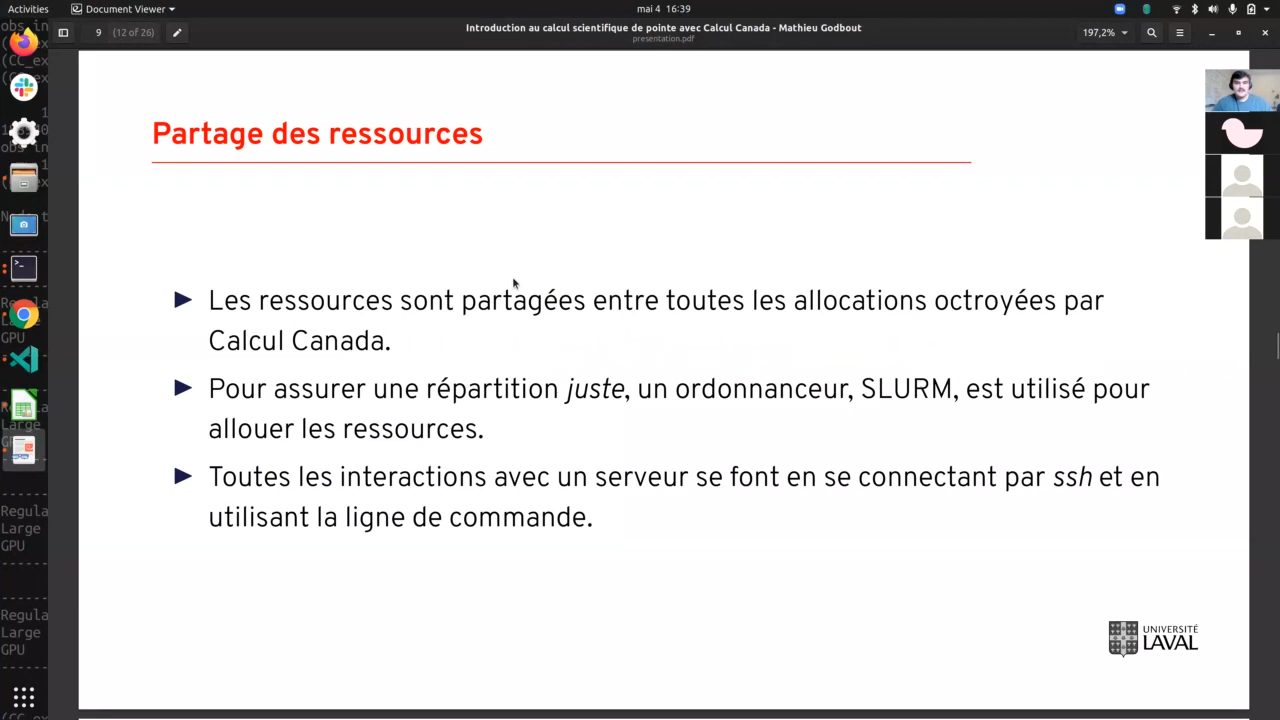 Activities
Document Viewer
mai 4 16:39
9
(12 of 26)
Introduction au calcul scientifique de pointe avec Calcul Canada - Mathieu Godbout
presentation.pdf
197,2%
Partage des ressources
Les ressources sont partagées entre toutes les allocations octroyées par
Calcul Canada.
Pour assurer une répartition juste, un ordonnanceur, SLURM, est utilisé pour
allouer les ressources.
Toutes les interactions avec un serveur se font en se connectant par ssh et en
utilisant la ligne de commande.
UNIVERSITÉ
LAVAL
Regula
Large
GPU
Regula
Large
GPU